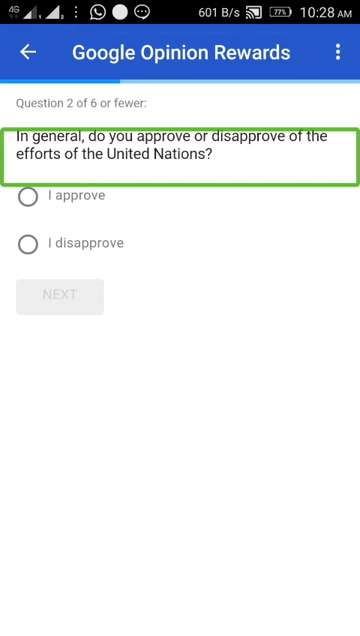 4G 601 B/s 77% 10:28 AM
Google Opinion Rewards
Question 2 of 6 or fewer:
In general, do you approve or disapprove of the
efforts of the United Nations?
I approve
I disapprove
NEXT